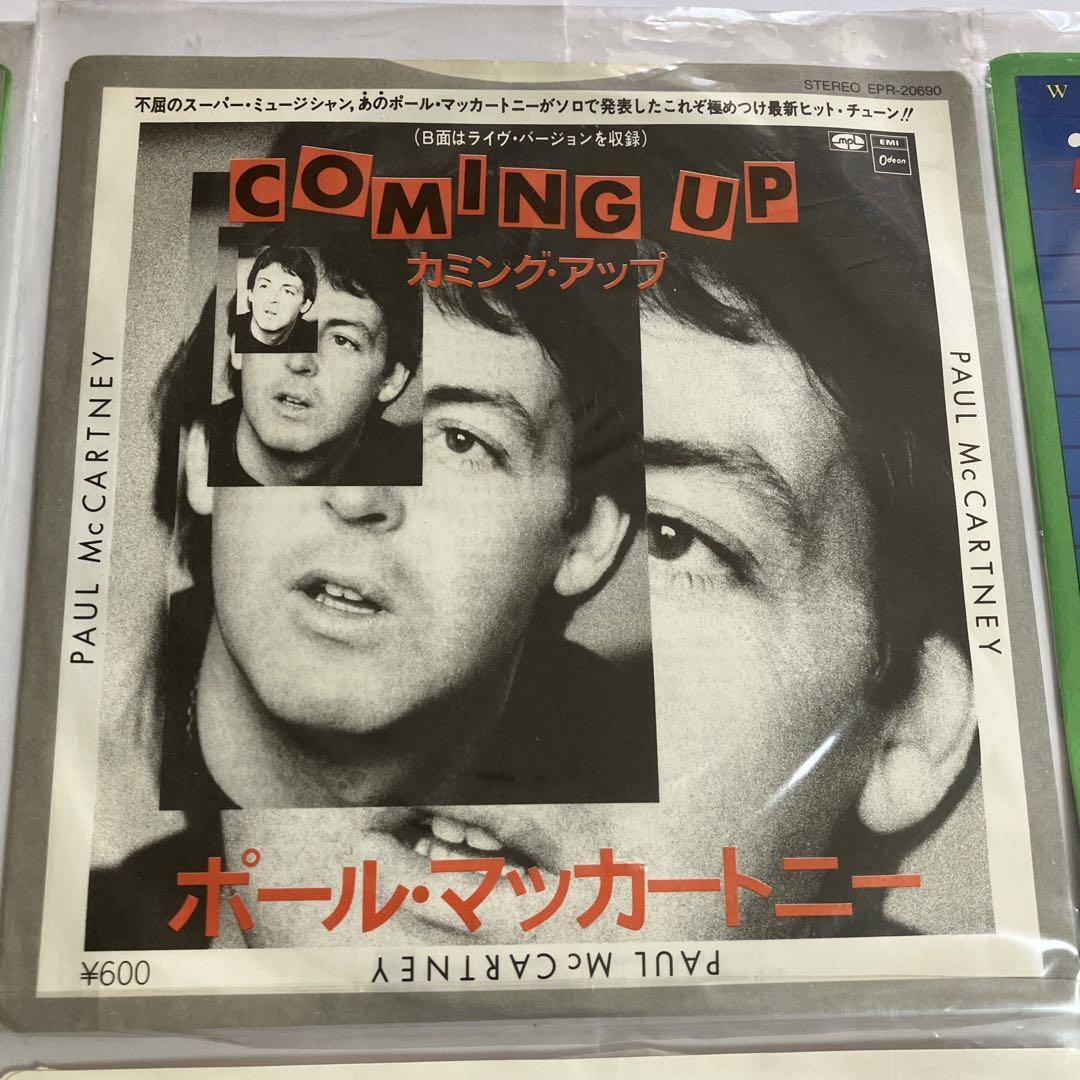 STEREO EPR-20690
不屈のスーパー・ミュージシャン,あのポール・マッカートニーがソロで発表したこれぞ極めつけ最新ヒット・チューン!!
(B面はライヴ・バージョンを収録)
mpl
EMI
Odeon
COMING UP
カミング・アップ
PAUL McCARTNEY
PAUL McCARTNEY
ポール・マッカートニー
PAUL McCARTNEY
¥600
W